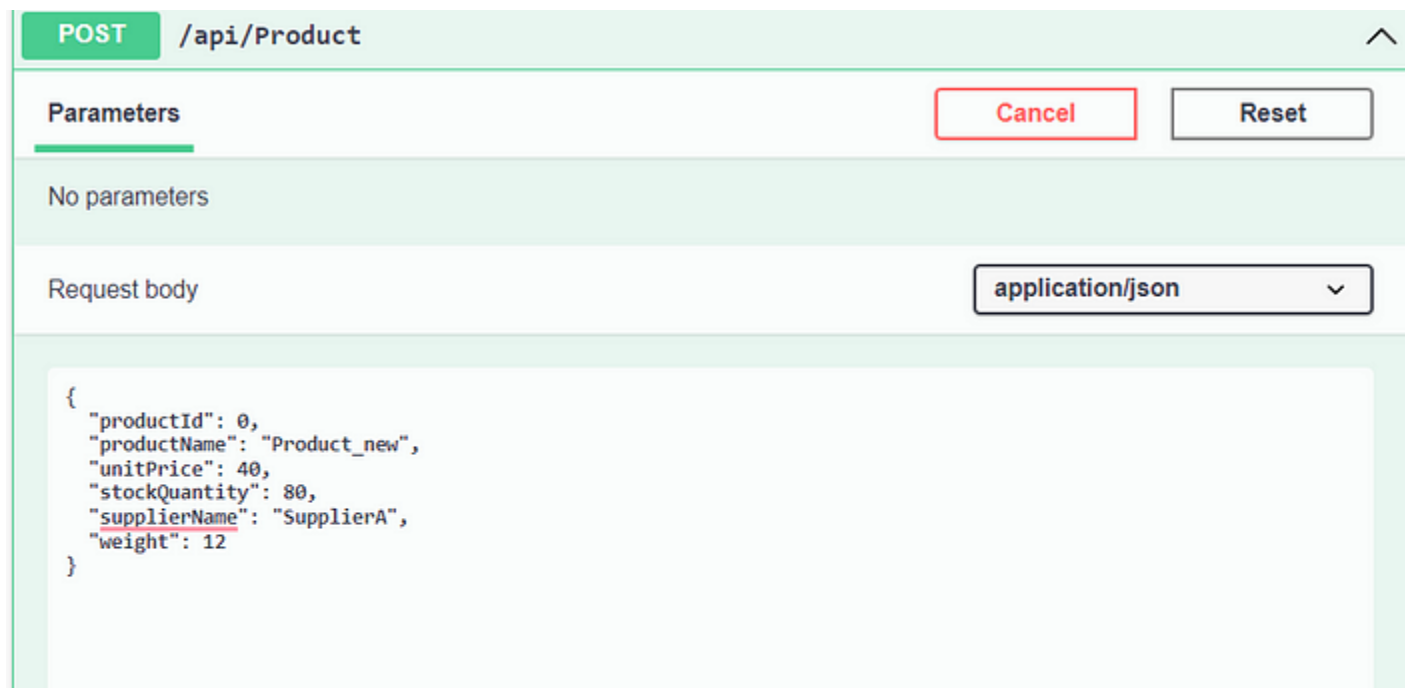 POST /api/Product
Parameters Cancel Reset
No parameters
Request body application/json
{
"productId": 0,
"productName": "Product_new",
"unitPrice": 40,
"stockQuantity": 80,
"supplierName": "SupplierA",
"weight": 12
}